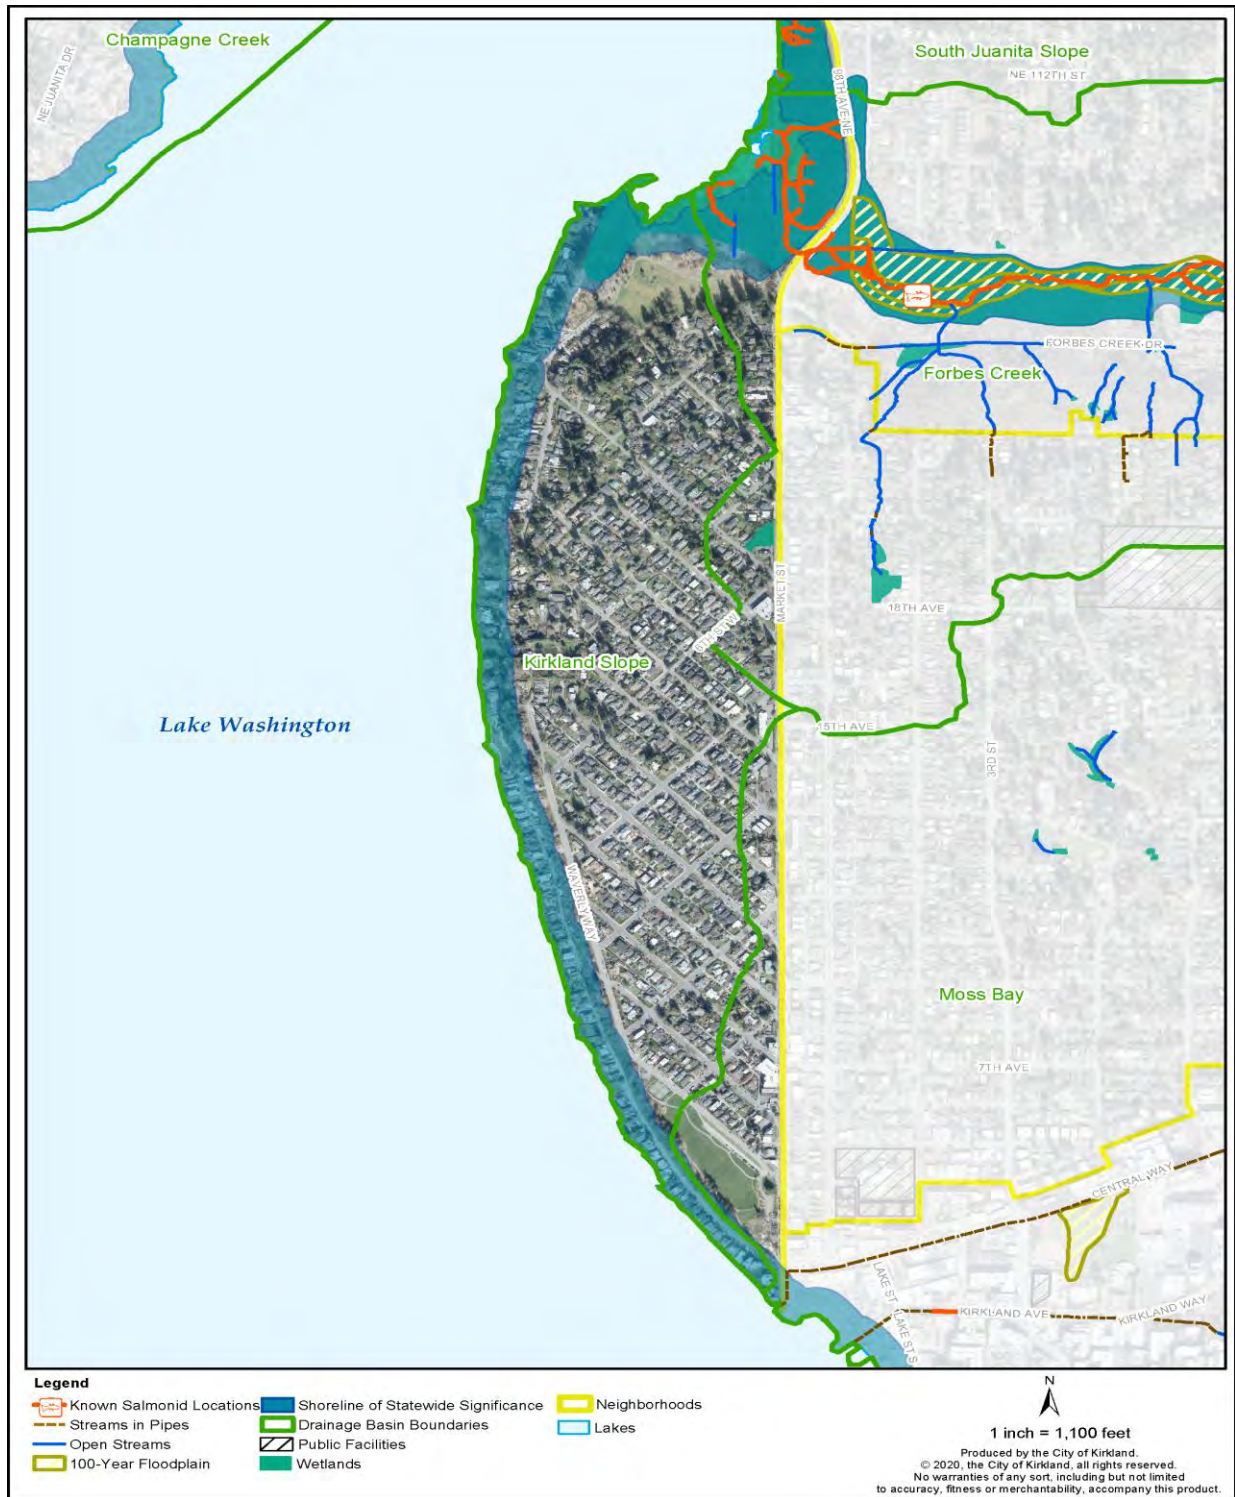 Champagne Creek
South Juanita Slope
NE 112TH ST
NE JUANITA DR
98TH AVE NE
FORBES CREEK DR
Forbes Creek
MARKET ST
18TH AVE
6TH ST W
Kirkland Slope
Lake Washington
15TH AVE
3RD ST
WAVERLY WAY
Moss Bay
7TH AVE
CENTRAL WAY
LAKE ST
LAKE ST S
KIRKLAND AVE
KIRKLAND WAY
Legend
Known Salmonid Locations
Streams in Pipes
Open Streams
100-Year Floodplain
Shoreline of Statewide Significance
Drainage Basin Boundaries
Public Facilities
Wetlands
Neighborhoods
Lakes
N
1 inch = 1,100 feet
Produced by the City of Kirkland.
© 2020, the City of Kirkland, all rights reserved.
No warranties of any sort, including but not limited
to accuracy, fitness or merchantability, accompany this product.